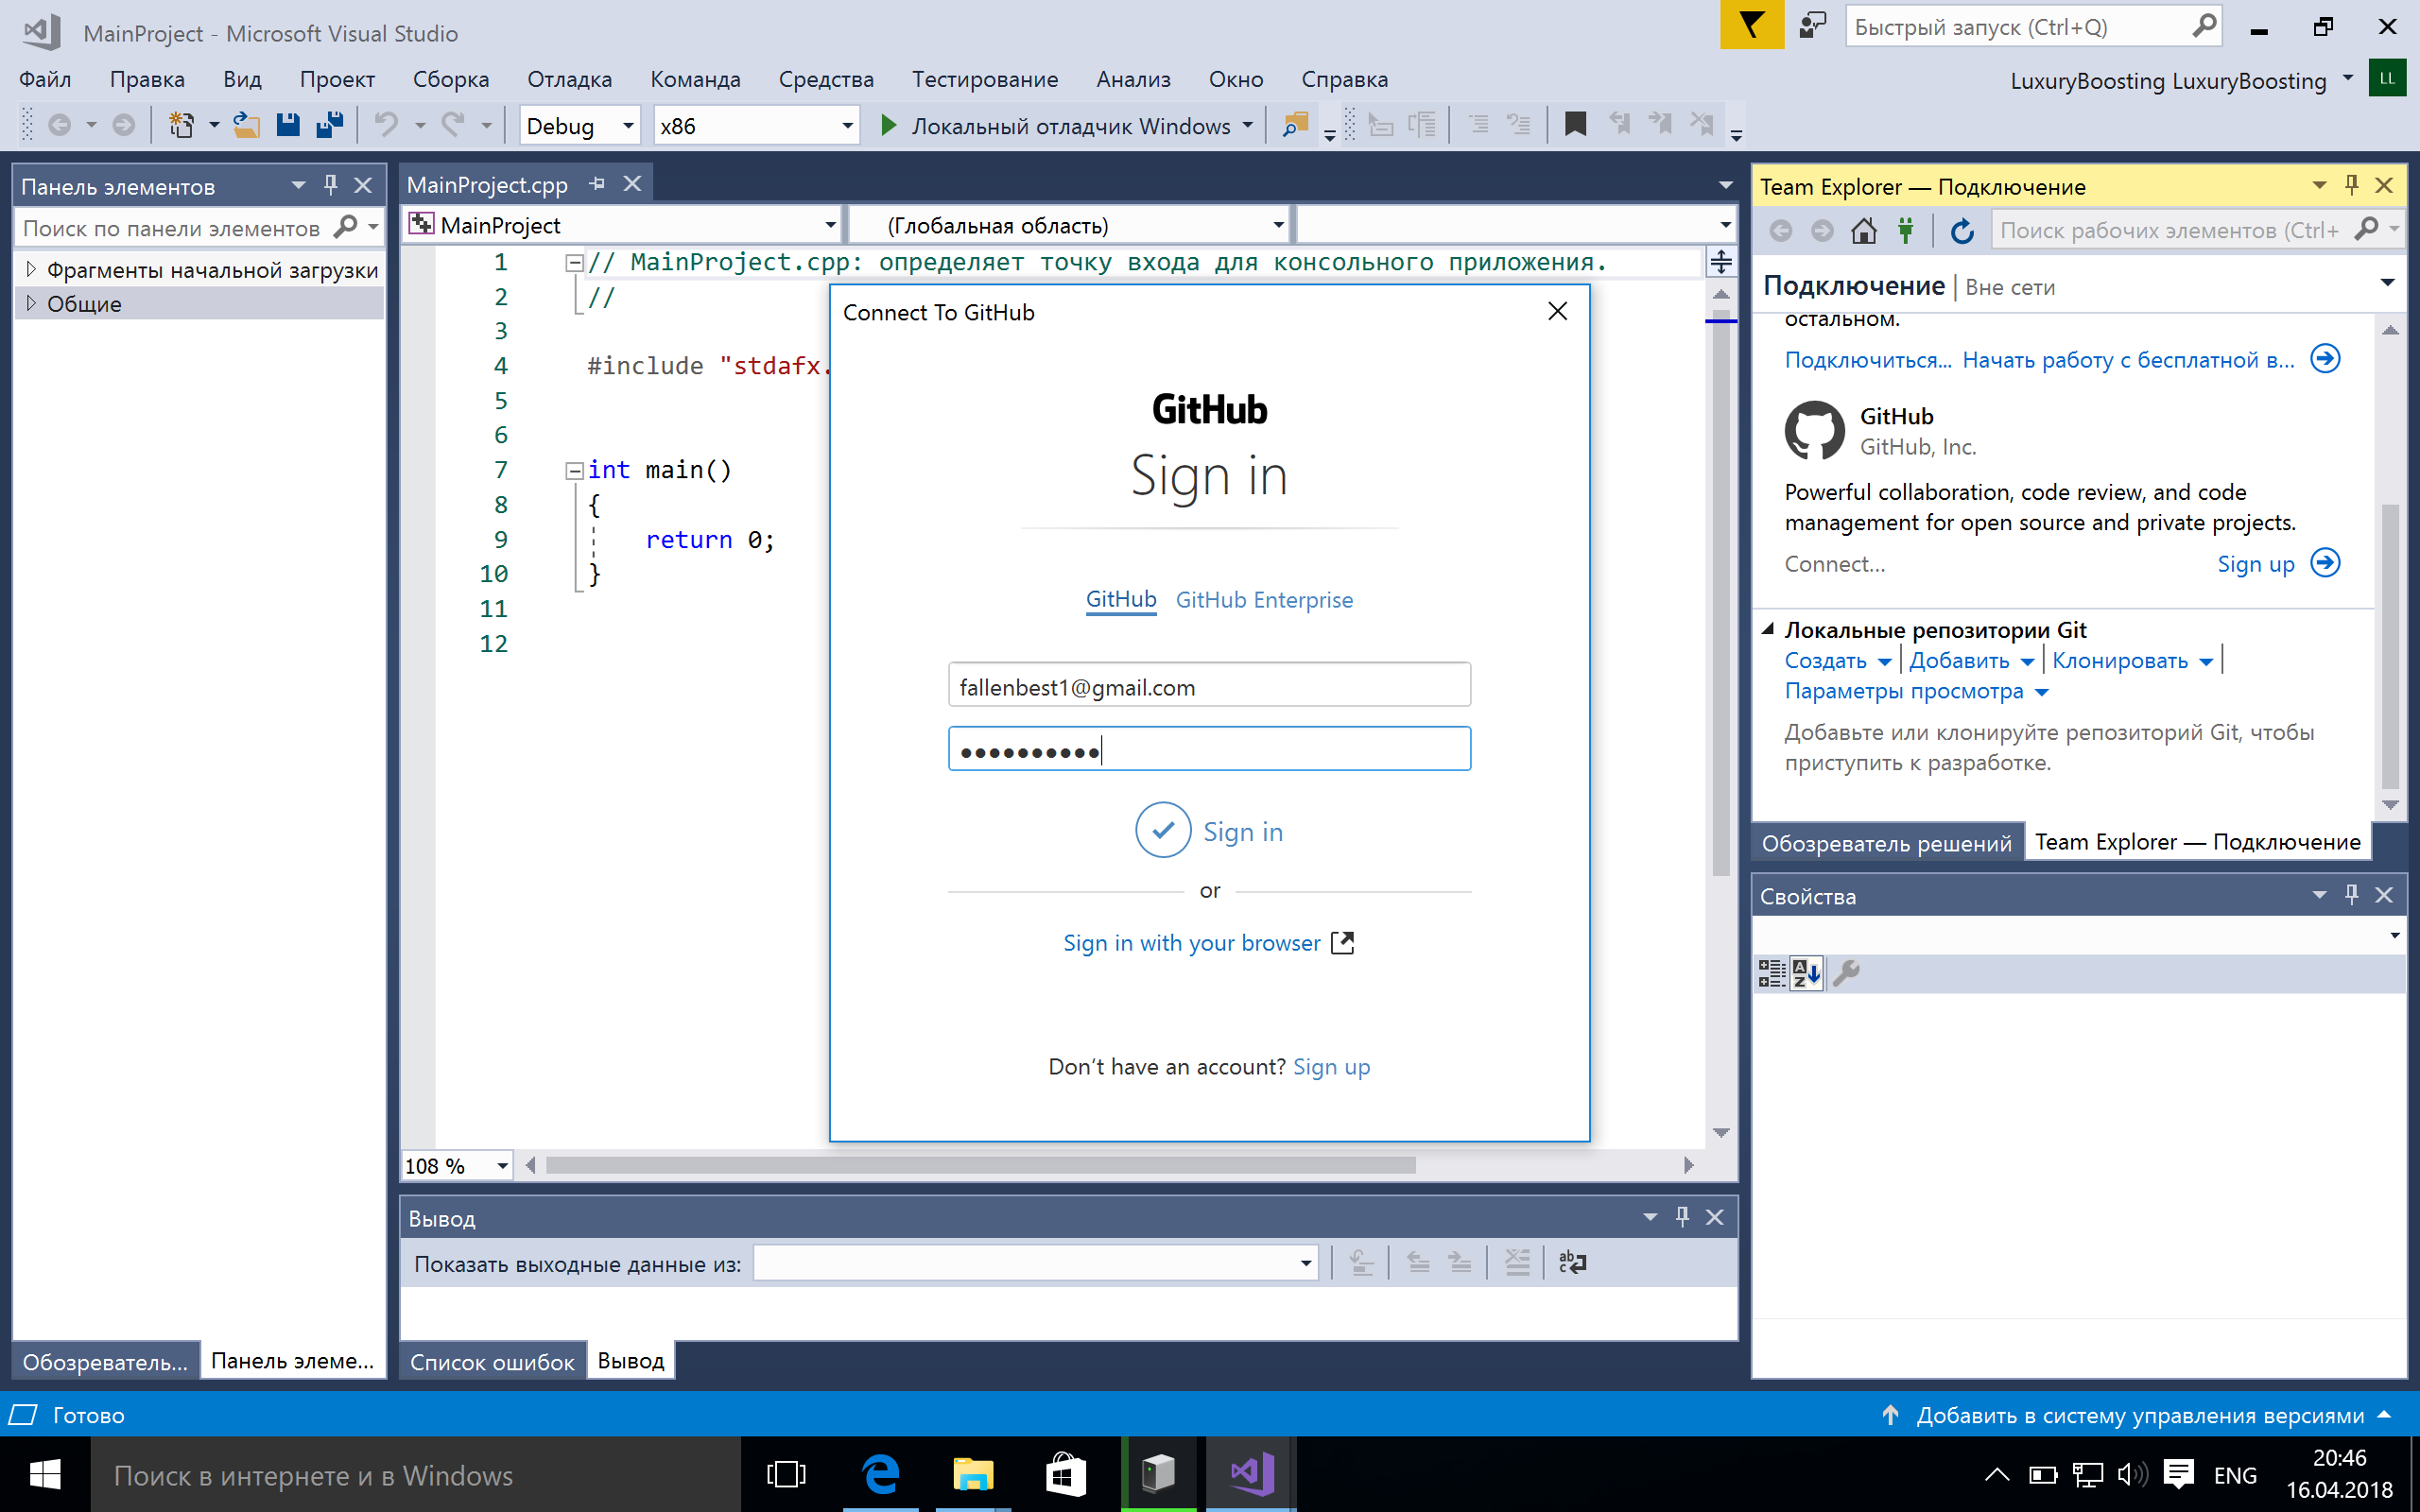 MainProject - Microsoft Visual Studio
Быстрый запуск (Ctrl+Q)
Файл Правка Вид Проект Сборка Отладка Команда Средства Тестирование Анализ Окно Справка
LuxuryBoosting LuxuryBoosting LL
Debug x86 Локальный отладчик Windows
Панель элементов
Поиск по панели элементов
Фрагменты начальной загрузки
Общие
MainProject.cpp
MainProject (Глобальная область)
1 // MainProject.cpp: определяет точку входа для консольного приложения.
2 //
3
4 #include "stdafx.
5
6
7 int main()
8 {
9 return 0;
10 }
11
12
108 %
Connect To GitHub
GitHub
Sign in
GitHub GitHub Enterprise
fallenbest1@gmail.com
••••••••••
Sign in
or
Sign in with your browser
Don't have an account? Sign up
Team Explorer — Подключение
Поиск рабочих элементов (Ctrl+
Подключение | Вне сети
остальном.
Подключиться... Начать работу с бесплатной в...
GitHub
GitHub, Inc.
Powerful collaboration, code review, and code
management for open source and private projects.
Connect... Sign up
Локальные репозитории Git
Создать Добавить Клонировать
Параметры просмотра
Добавьте или клонируйте репозиторий Git, чтобы
приступить к разработке.
Обозреватель решений Team Explorer — Подключение
Свойства
Вывод
Показать выходные данные из:
Обозреватель... Панель элеме...
Список ошибок Вывод
Готово
Добавить в систему управления версиями
Поиск в интернете и в Windows
ENG
20:46
16.04.2018